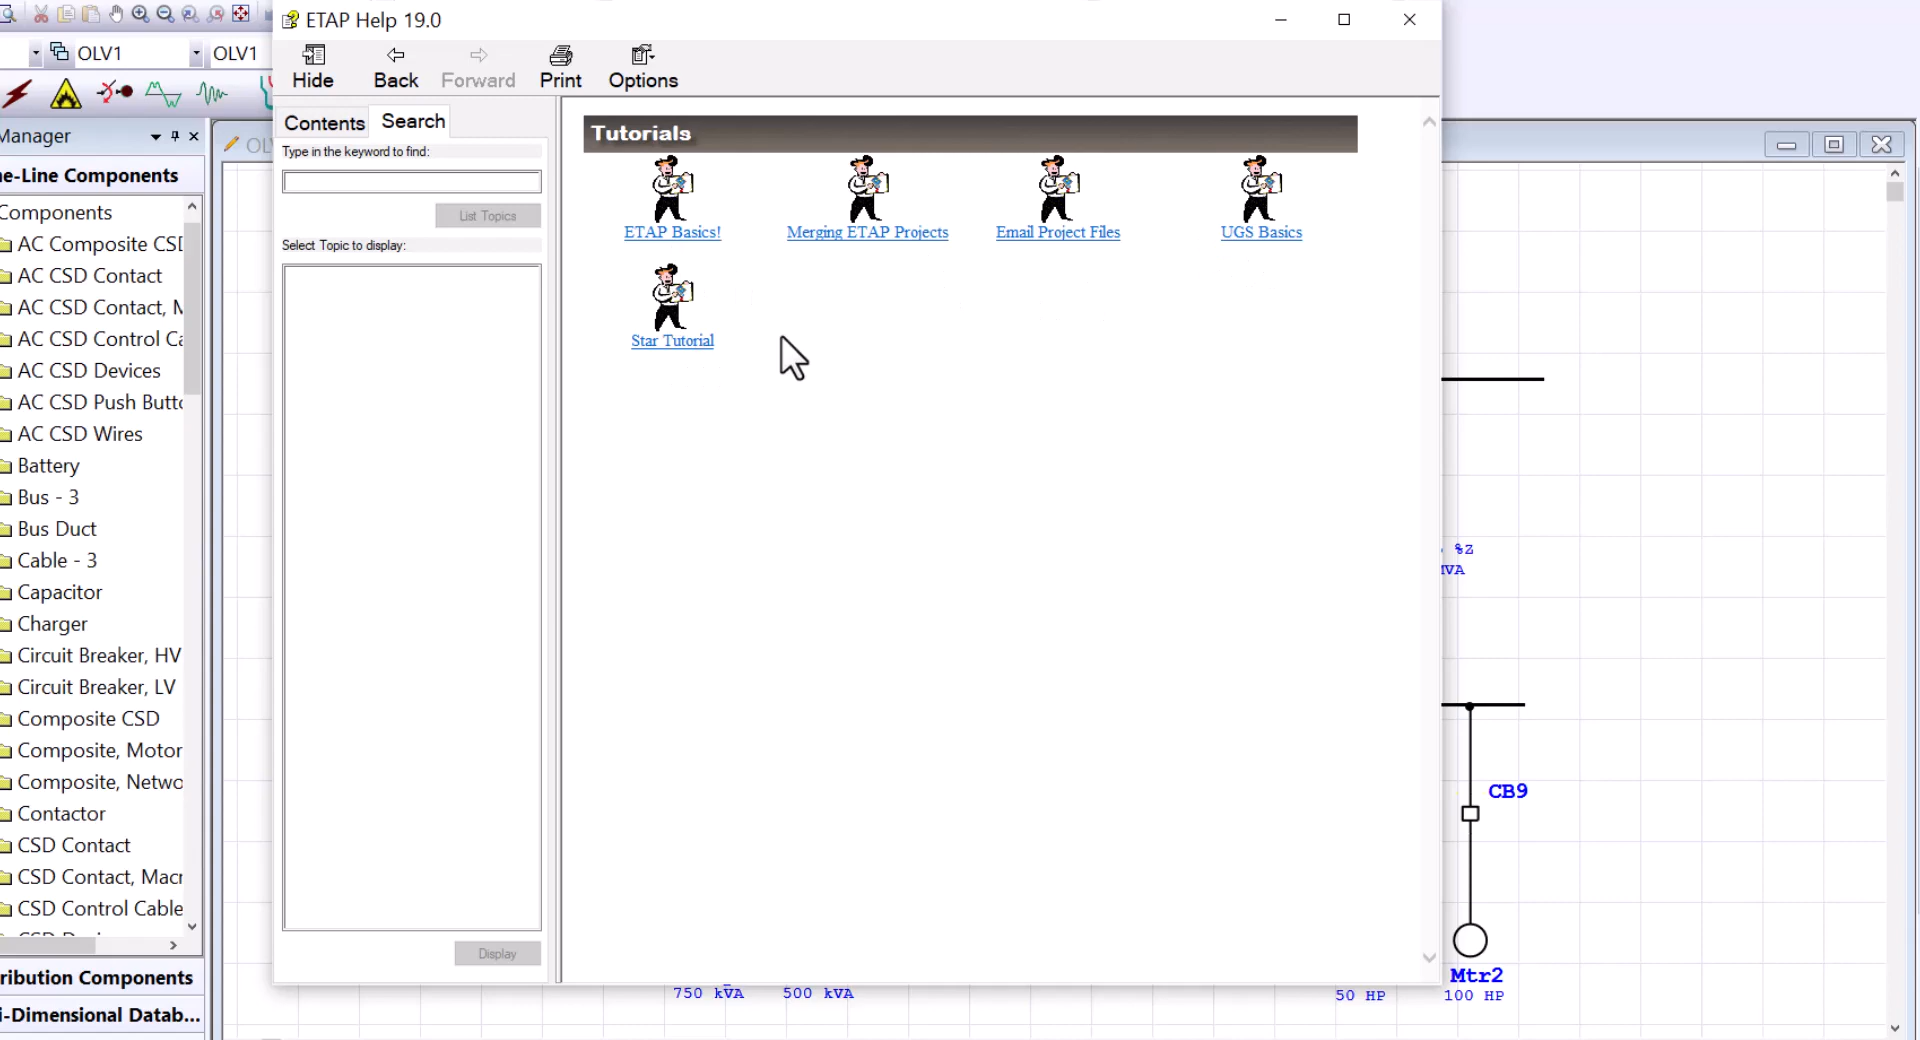 ETAP Help 19.0
OLV1
OLV1
Hide
Back
Forward
Print
Options
Manager
Contents
Search
Tutorials
Type in the keyword to find:
List Topics
Select Topic to display:
ETAP Basics!
Merging ETAP Projects
Email Project Files
UGS Basics
Star Tutorial
Display
ne-Line Components
Components
AC Composite CSD
AC CSD Contact
AC CSD Contact, M
AC CSD Control Ca
AC CSD Devices
AC CSD Push Butto
AC CSD Wires
Battery
Bus - 3
Bus Duct
Cable - 3
Capacitor
Charger
Circuit Breaker, HV
Circuit Breaker, LV
Composite CSD
Composite, Motor
Composite, Netwo
Contactor
CSD Contact
CSD Contact, Macr
CSD Control Cable
ribution Components
i-Dimensional Datab...
OL
%Z
MVA
CB9
Mtr2
750 kVA
500 kVA
50 HP
100 HP